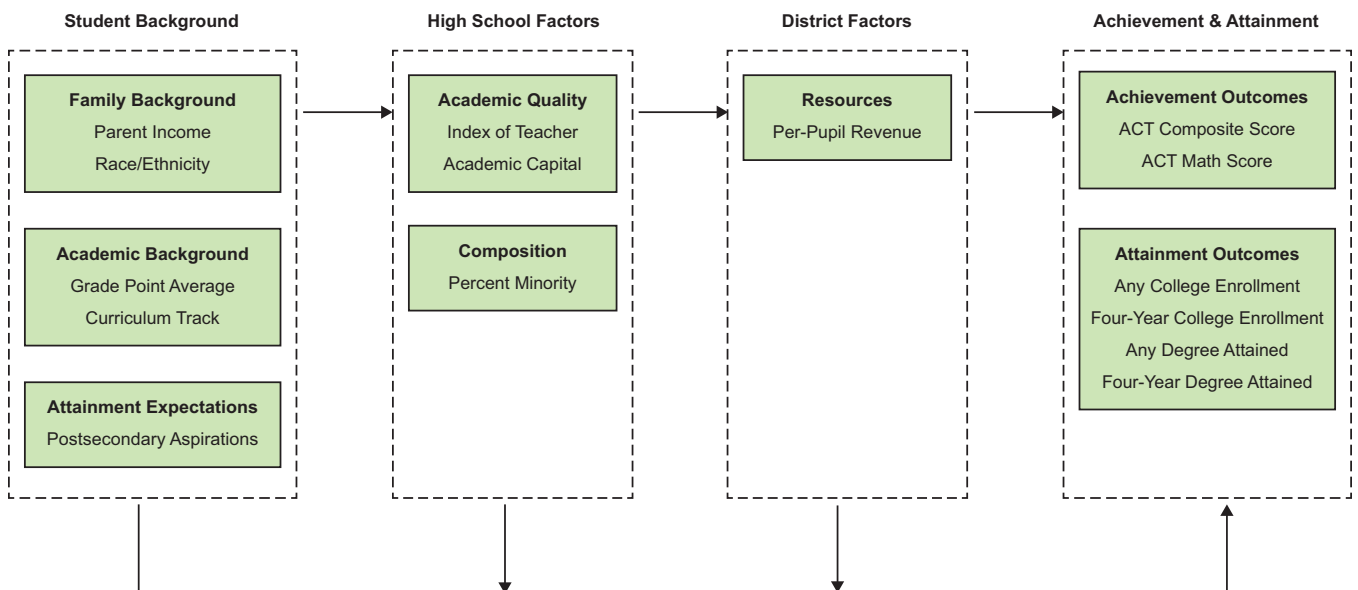 Student Background
Family Background
Parent Income
Race/Ethnicity
Academic Background
Grade Point Average
Curriculum Track
Attainment Expectations
Postsecondary Aspirations
High School Factors
Academic Quality
Index of Teacher
Academic Capital
Composition
Percent Minority
District Factors
Resources
Per-Pupil Revenue
Achievement & Attainment
Achievement Outcomes
ACT Composite Score
ACT Math Score
Attainment Outcomes
Any College Enrollment
Four-Year College Enrollment
Any Degree Attained
Four-Year Degree Attained